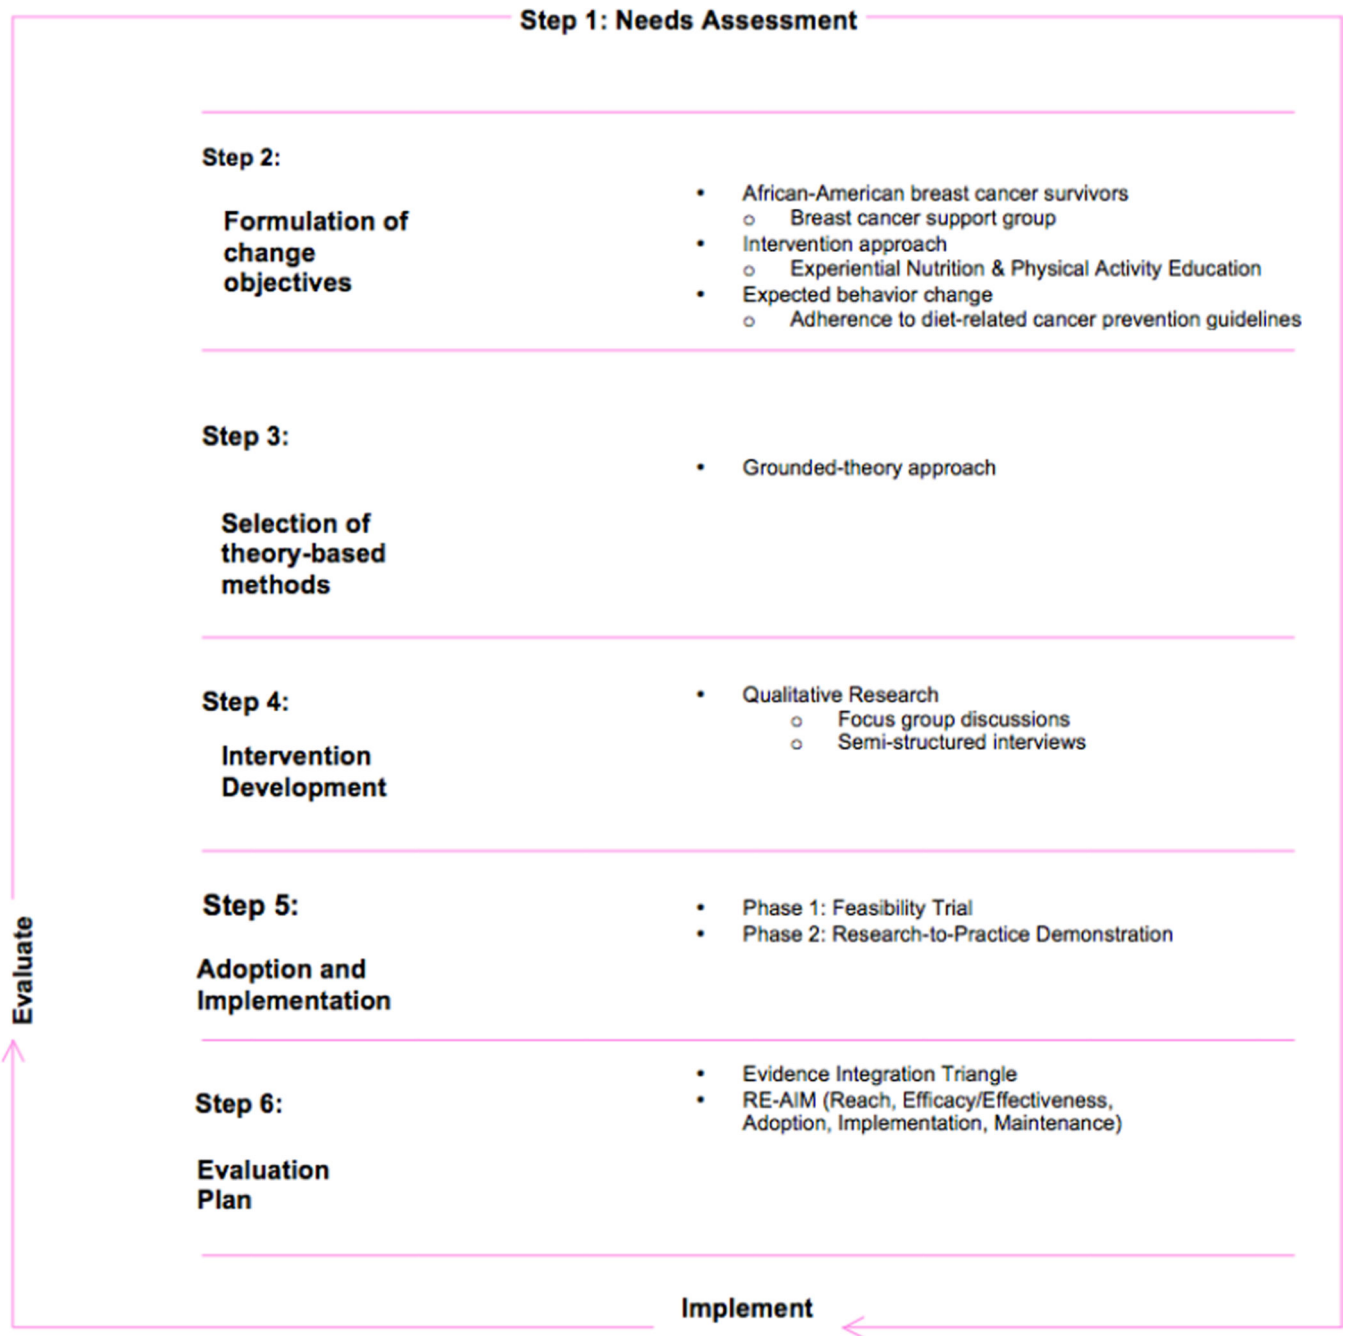 Step 1: Needs Assessment
Step 2:
Formulation of
change
objectives
• African-American breast cancer survivors
o Breast cancer support group
• Intervention approach
o Experiential Nutrition & Physical Activity Education
• Expected behavior change
o Adherence to diet-related cancer prevention guidelines
Step 3:
• Grounded-theory approach
Selection of
theory-based
methods
Step 4:
Intervention
Development
• Qualitative Research
o Focus group discussions
o Semi-structured interviews
Step 5:
Adoption and
Implementation
• Phase 1: Feasibility Trial
• Phase 2: Research-to-Practice Demonstration
Step 6:
Evaluation
Plan
• Evidence Integration Triangle
• RE-AIM (Reach, Efficacy/Effectiveness,
Adoption, Implementation, Maintenance)
Implement
Evaluate